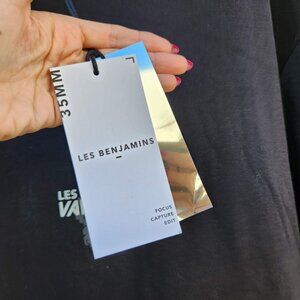 35MM
LES BENJAMINS
FOCUS
CAPTURE
EDIT
LES
VA